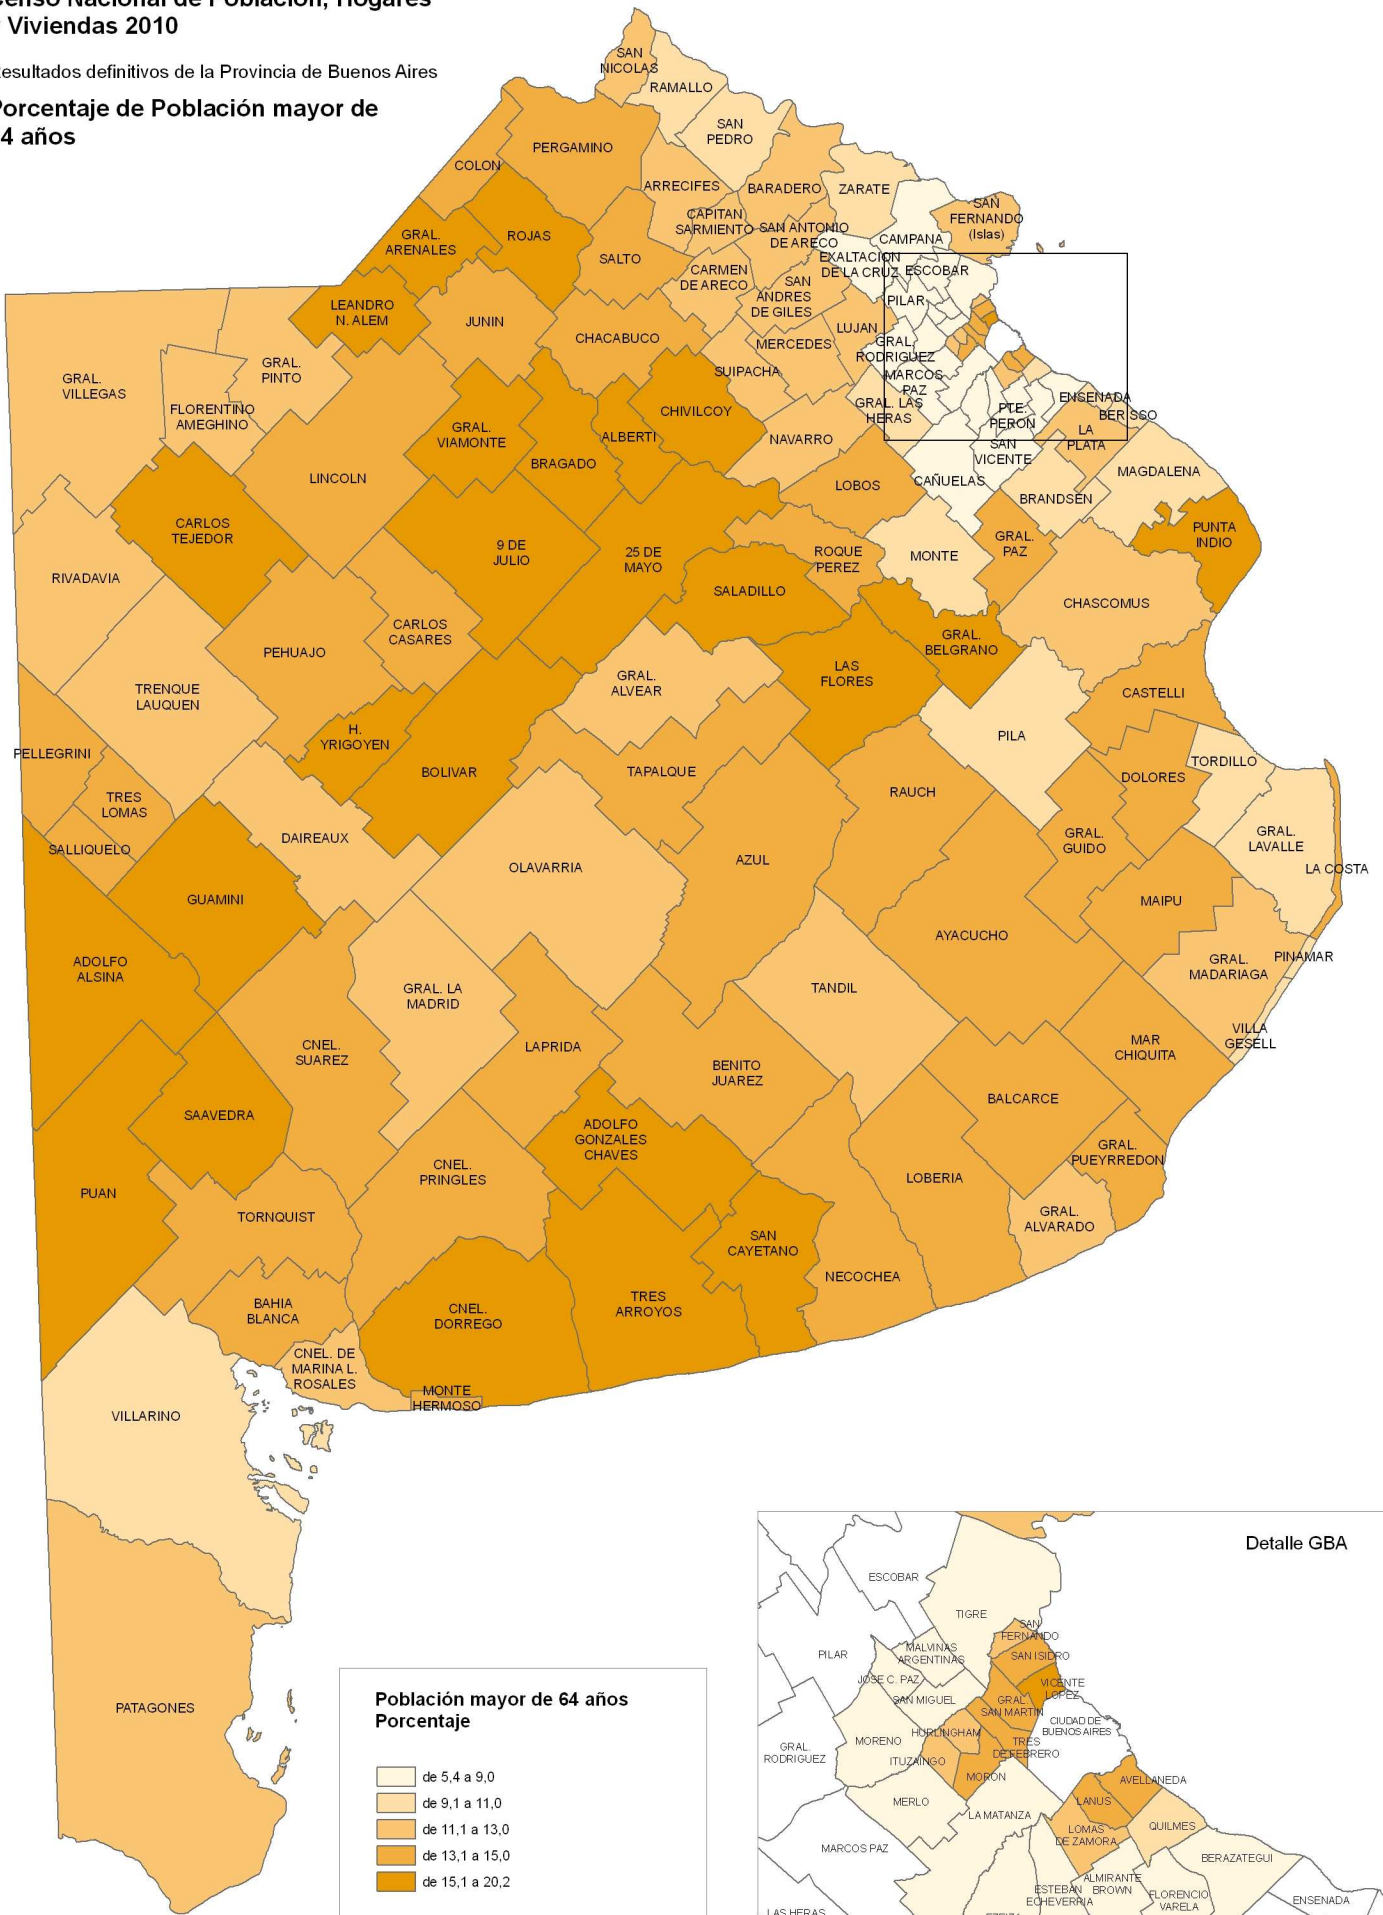 Viviendas 2010
Resultados definitivos de la Provincia de Buenos Aires
Porcentaje de Población mayor de
64 años
SAN
NICOLAS
RAMALLO
SAN
PEDRO
PERGAMINO
COLON
ARRECIFES
BARADERO
ZARATE
SAN
FERNANDO
(Islas)
CAPITAN
SARMIENTO
SAN ANTONIO
DE ARECO
CAMPANA
GRAL.
ARENALES
ROJAS
SALTO
CARMEN
DE ARECO
SAN
ANDRES
DE GILES
EXALTACION
DE LA CRUZ
ESCOBAR
PILAR
LEANDRO
N. ALEM
JUNIN
CHACABUCO
MERCEDES
LUJAN
GRAL.
RODRIGUEZ
GRAL.
VILLEGAS
GRAL.
PINTO
FLORENTINO
AMEGHINO
SUIPACHA
MARCOS
PAZ
GRAL. LAS
HERAS
ENSENADA
BERISSO
PTE.
PERON
LA
PLATA
GRAL.
VIAMONTE
BRAGADO
ALBERTI
CHIVILCOY
NAVARRO
SAN
VICENTE
LINCOLN
LOBOS
CAÑUELAS
BRANDSEN
MAGDALENA
CARLOS
TEJEDOR
9 DE
JULIO
25 DE
MAYO
ROQUE
PEREZ
MONTE
GRAL.
PAZ
PUNTA
INDIO
RIVADAVIA
SALADILLO
CHASCOMUS
CARLOS
CASARES
PEHUAJO
GRAL.
BELGRANO
TRENQUE
LAUQUEN
GRAL.
ALVEAR
LAS
FLORES
CASTELLI
PELLEGRINI
H.
YRIGOYEN
BOLIVAR
TAPALQUE
PILA
TORDILLO
DOLORES
TRES
LOMAS
RAUCH
SALLIQUELO
DAIREAUX
OLAVARRIA
AZUL
GRAL.
GUIDO
GRAL.
LAVALLE
LA COSTA
GUAMINI
MAIPU
AYACUCHO
ADOLFO
ALSINA
GRAL. LA
MADRID
TANDIL
GRAL.
MADARIAGA
PINAMAR
VILLA
GESELL
CNEL.
SUAREZ
LAPRIDA
BENITO
JUAREZ
MAR
CHIQUITA
BALCARCE
SAAVEDRA
ADOLFO
GONZALES
CHAVES
GRAL.
PUEYRREDON
PUAN
CNEL.
PRINGLES
LOBERIA
TORNQUIST
GRAL.
ALVARADO
SAN
CAYETANO
NECOCHEA
BAHIA
BLANCA
CNEL.
DORREGO
TRES
ARROYOS
CNEL. DE
MARINA L.
ROSALES
MONTE
HERMOSO
VILLARINO
PATAGONES
Población mayor de 64 años
Porcentaje
de 5,4 a 9,0
de 9,1 a 11,0
de 11,1 a 13,0
de 13,1 a 15,0
de 15,1 a 20,2
Detalle GBA
ESCOBAR
TIGRE
SAN
FERNANDO
PILAR
MALVINAS
ARGENTINAS
SAN ISIDRO
JOSE C. PAZ
VICENTE
LOPEZ
SAN MIGUEL
GRAL.
SAN MARTIN
CIUDAD DE
BUENOS AIRES
HURLINGHAM
MORENO
TRES
DE FEBRERO
GRAL.
RODRIGUEZ
ITUZAINGO
MORON
AVELLANEDA
MERLO
LANUS
LA MATANZA
LOMAS
DE ZAMORA
QUILMES
MARCOS PAZ
BERAZATEGUI
ALMIRANTE
BROWN
ESTEBAN
ECHEVERRIA
FLORENCIO
VARELA
ENSENADA
LAS HERAS